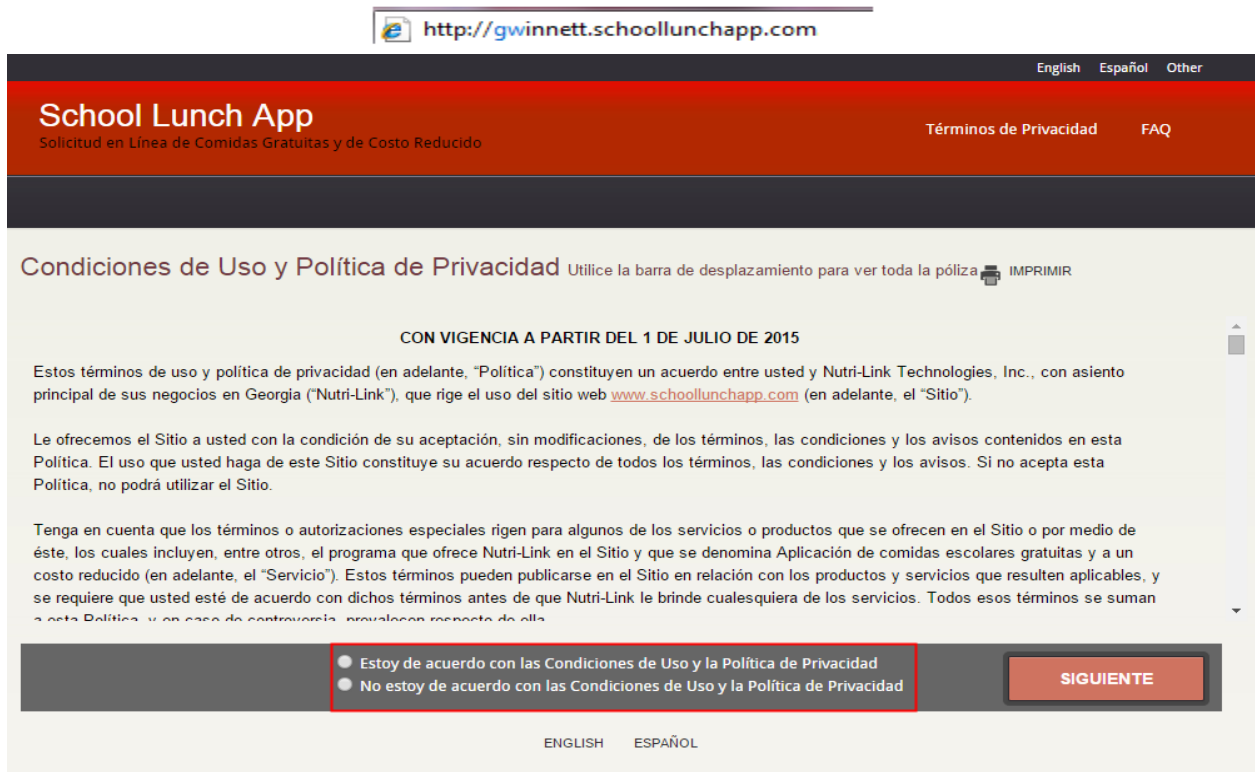 http://gwinnett.schoollunchapp.com
English Español Other
School Lunch App
Solicitud en Línea de Comidas Gratuitas y de Costo Reducido
Términos de Privacidad FAQ
Condiciones de Uso y Política de Privacidad Utilice la barra de desplazamiento para ver toda la póliza IMPRIMIR
CON VIGENCIA A PARTIR DEL 1 DE JULIO DE 2015
Estos términos de uso y política de privacidad (en adelante, “Política”) constituyen un acuerdo entre usted y Nutri-Link Technologies, Inc., con asiento
principal de sus negocios en Georgia (“Nutri-Link”), que rige el uso del sitio web www.schoollunchapp.com (en adelante, el “Sitio”).
Le ofrecemos el Sitio a usted con la condición de su aceptación, sin modificaciones, de los términos, las condiciones y los avisos contenidos en esta
Política. El uso que usted haga de este Sitio constituye su acuerdo respecto de todos los términos, las condiciones y los avisos. Si no acepta esta
Política, no podrá utilizar el Sitio.
Tenga en cuenta que los términos o autorizaciones especiales rigen para algunos de los servicios o productos que se ofrecen en el Sitio o por medio de
éste, los cuales incluyen, entre otros, el programa que ofrece Nutri-Link en el Sitio y que se denomina Aplicación de comidas escolares gratuitas y a un
costo reducido (en adelante, el “Servicio”). Estos términos pueden publicarse en el Sitio en relación con los productos y servicios que resulten aplicables, y
se requiere que usted esté de acuerdo con dichos términos antes de que Nutri-Link le brinde cualesquiera de los servicios. Todos esos términos se suman
a esta Política, y en caso de controversia, prevalecen respecto de ella.
Estoy de acuerdo con las Condiciones de Uso y la Política de Privacidad
No estoy de acuerdo con las Condiciones de Uso y la Política de Privacidad
SIGUIENTE
ENGLISH ESPAÑOL